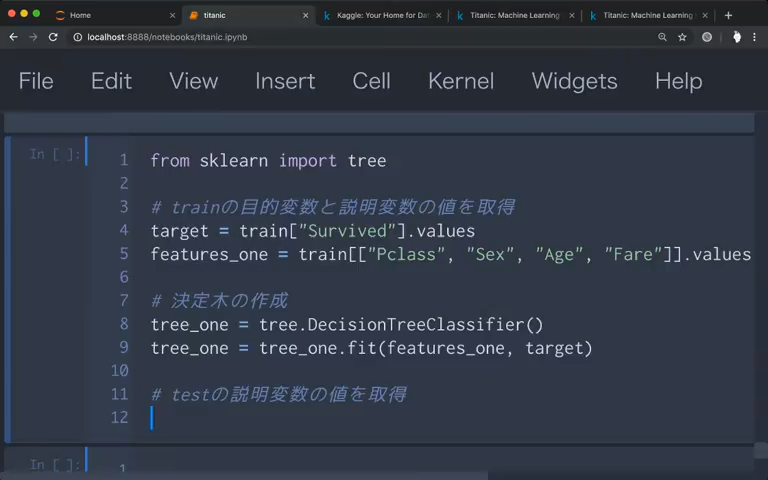 Home
titanic
Kaggle: Your Home for Dat
Titanic: Machine Learning
Titanic: Machine Learning
localhost:8888/notebooks/titanic.ipynb
File Edit View Insert Cell Kernel Widgets Help
In [ ]:
1 from sklearn import tree
2
3 # trainの目的変数と説明変数の値を取得
4 target = train["Survived"].values
5 features_one = train[["Pclass", "Sex", "Age", "Fare"]].values
6
7 # 決定木の作成
8 tree_one = tree.DecisionTreeClassifier()
9 tree_one = tree_one.fit(features_one, target)
10
11 # testの説明変数の値を取得
12
In [ ]:
1